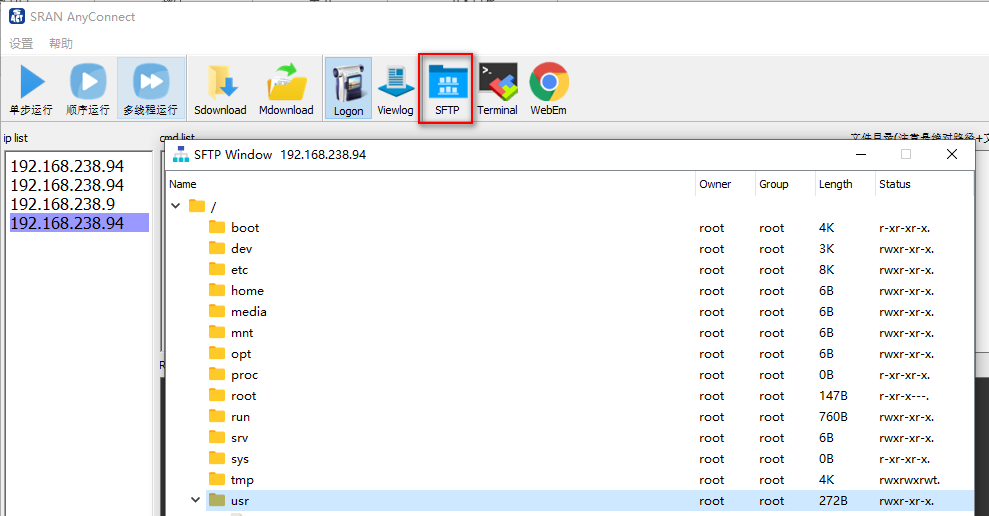 SRAN AnyConnect
设置 帮助
单步运行 顺序运行 多线程运行 Sdownload Mdownload Logon Viewlog SFTP Terminal WebEm
ip list cmd list 文件目录(注意是绝对路径+文
192.168.238.94
192.168.238.94
192.168.238.9
192.168.238.94
SFTP Window 192.168.238.94
Name Owner Group Length Status
/
boot root root 4K r-xr-xr-x.
dev root root 3K rwxr-xr-x.
etc root root 8K rwxr-xr-x.
home root root 6B rwxr-xr-x.
media root root 6B rwxr-xr-x.
mnt root root 6B rwxr-xr-x.
opt root root 6B rwxr-xr-x.
proc root root 0B r-xr-xr-x.
root root root 147B r-xr-x---.
run root root 760B rwxr-xr-x.
srv root root 6B rwxr-xr-x.
sys root root 0B r-xr-xr-x.
tmp root root 4K rwxrwxrwt.
usr root root 272B rwxr-xr-x.